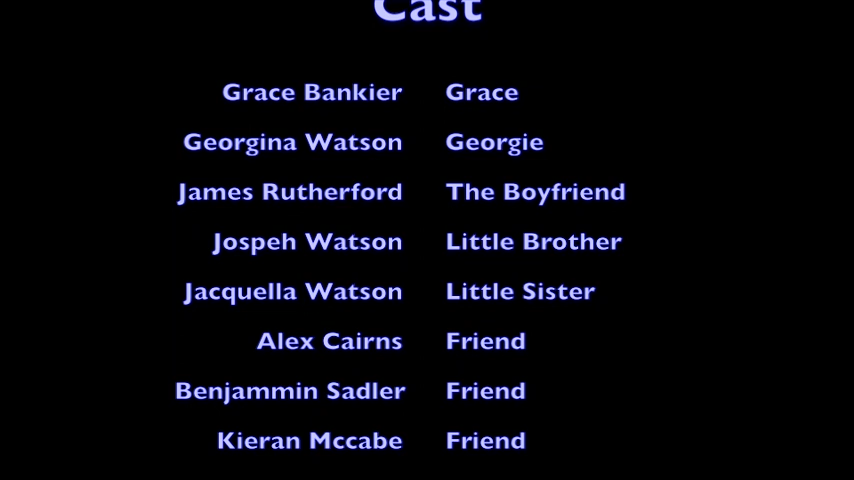 Cast
Grace Bankier Grace
Georgina Watson Georgie
James Rutherford The Boyfriend
Jospeh Watson Little Brother
Jacquella Watson Little Sister
Alex Cairns Friend
Benjammin Sadler Friend
Kieran Mccabe Friend